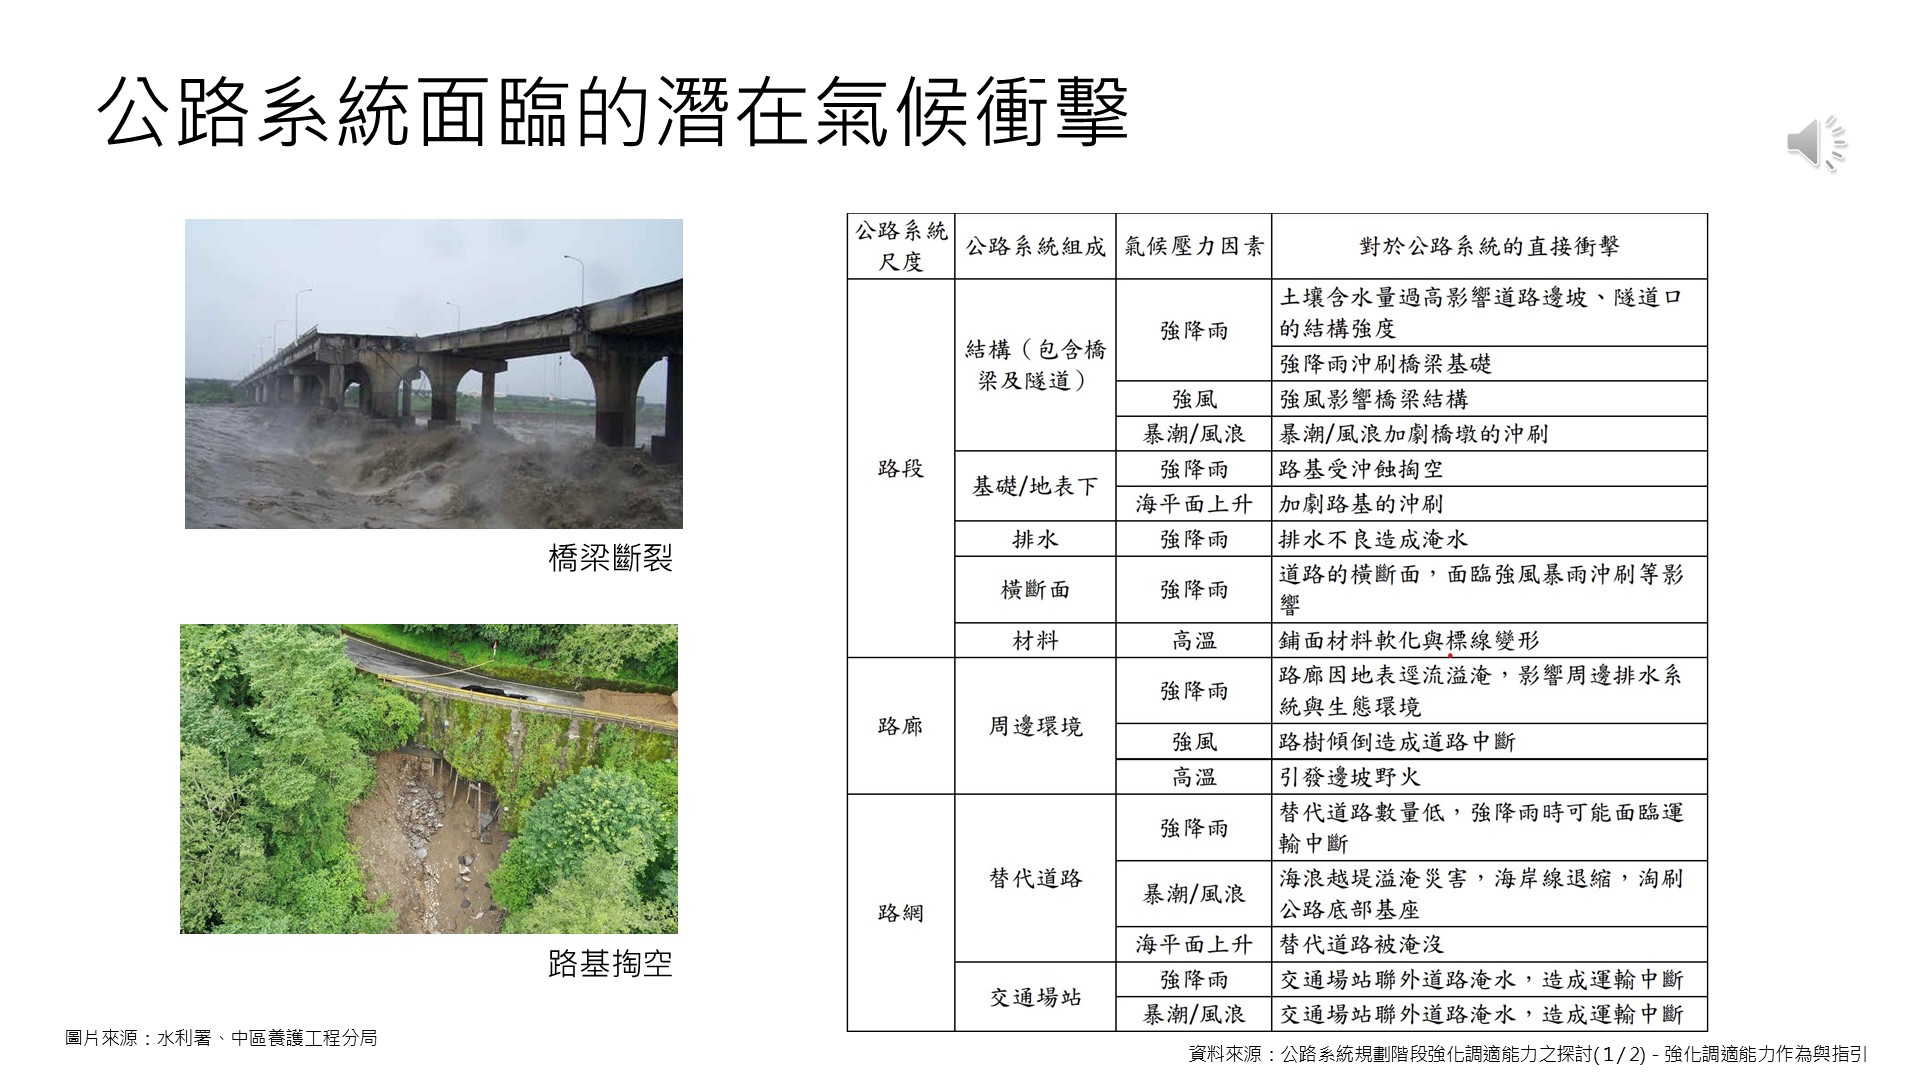 公路系統面臨的潛在氣候衝擊
橋梁斷裂
路基掏空
圖片來源：水利署、中區養護工程分局
公路系統
尺度
公路系統組成
氣候壓力因素
對於公路系統的直接衝擊
路段
結構（包含橋
梁及隧道）
強降雨
土壤含水量過高影響道路邊坡、隧道口
的結構強度
強降雨沖刷橋梁基礎
強風
強風影響橋梁結構
暴潮/風浪
暴潮/風浪加劇橋墩的沖刷
基礎/地表下
強降雨
路基受沖蝕掏空
海平面上升
加劇路基的沖刷
排水
強降雨
排水不良造成淹水
橫斷面
強降雨
道路的橫斷面，面臨強風暴雨沖刷等影
響
材料
高溫
鋪面材料軟化與標線變形
路廊
周邊環境
強降雨
路廊因地表逕流溢淹，影響周邊排水系
統與生態環境
強風
路樹傾倒造成道路中斷
高溫
引發邊坡野火
路網
替代道路
強降雨
替代道路數量低，強降雨時可能面臨運
輸中斷
暴潮/風浪
海浪越堤溢淹災害，海岸線退縮，淘刷
公路底部基座
海平面上升
替代道路被淹沒
交通場站
強降雨
交通場站聯外道路淹水，造成運輸中斷
暴潮/風浪
交通場站聯外道路淹水，造成運輸中斷
資料來源：公路系統規劃階段強化調適能力之探討( 1 / 2) - 強化調適能力作為與指引